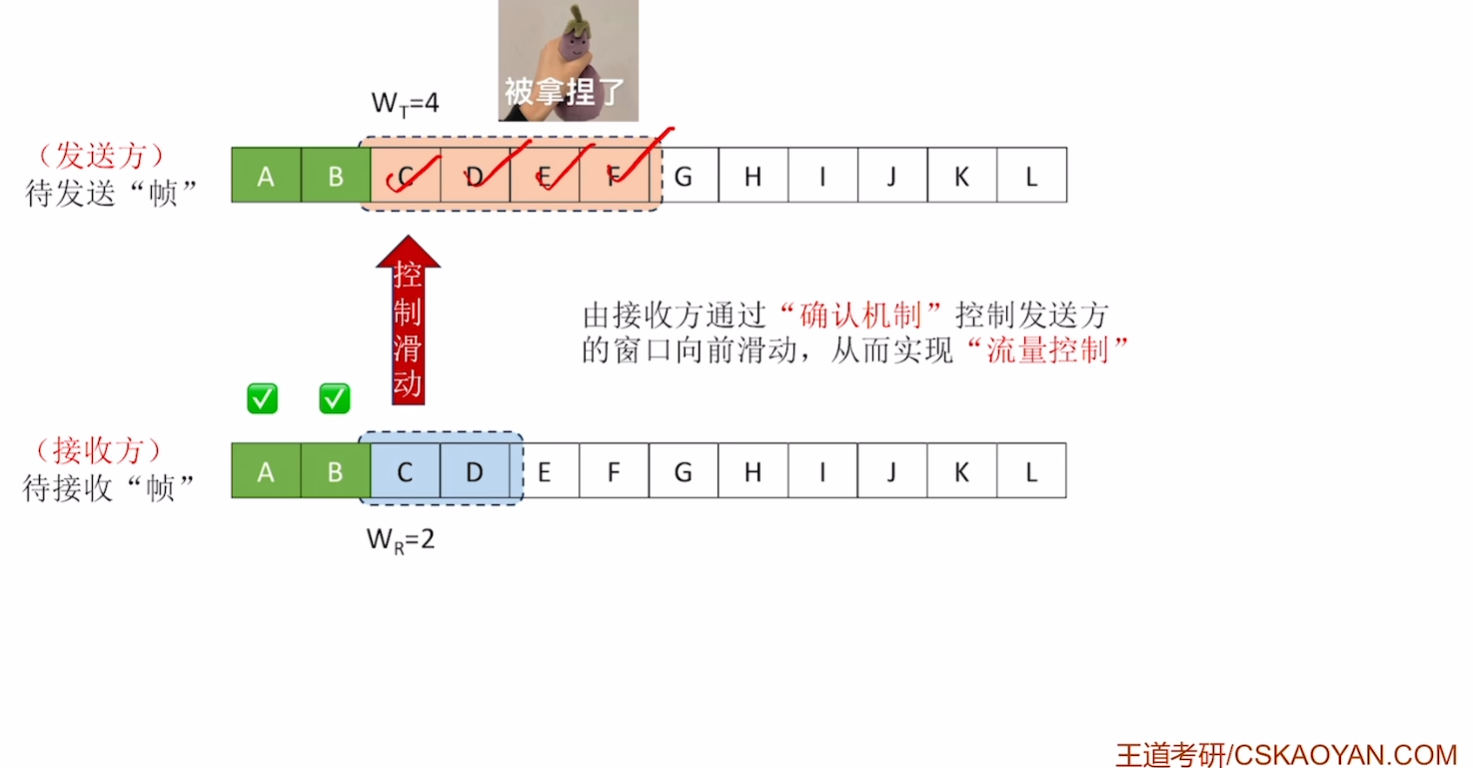 被拿捏了
W_T=4
（发送方）
待发送“帧”
A B C D E F G H I J K L
控
制
滑
动
由接收方通过“确认机制”控制发送方
的窗口向前滑动，从而实现“流量控制”
（接收方）
待接收“帧”
A B C D E F G H I J K L
W_R=2
王道考研/CSKAOYAN.COM